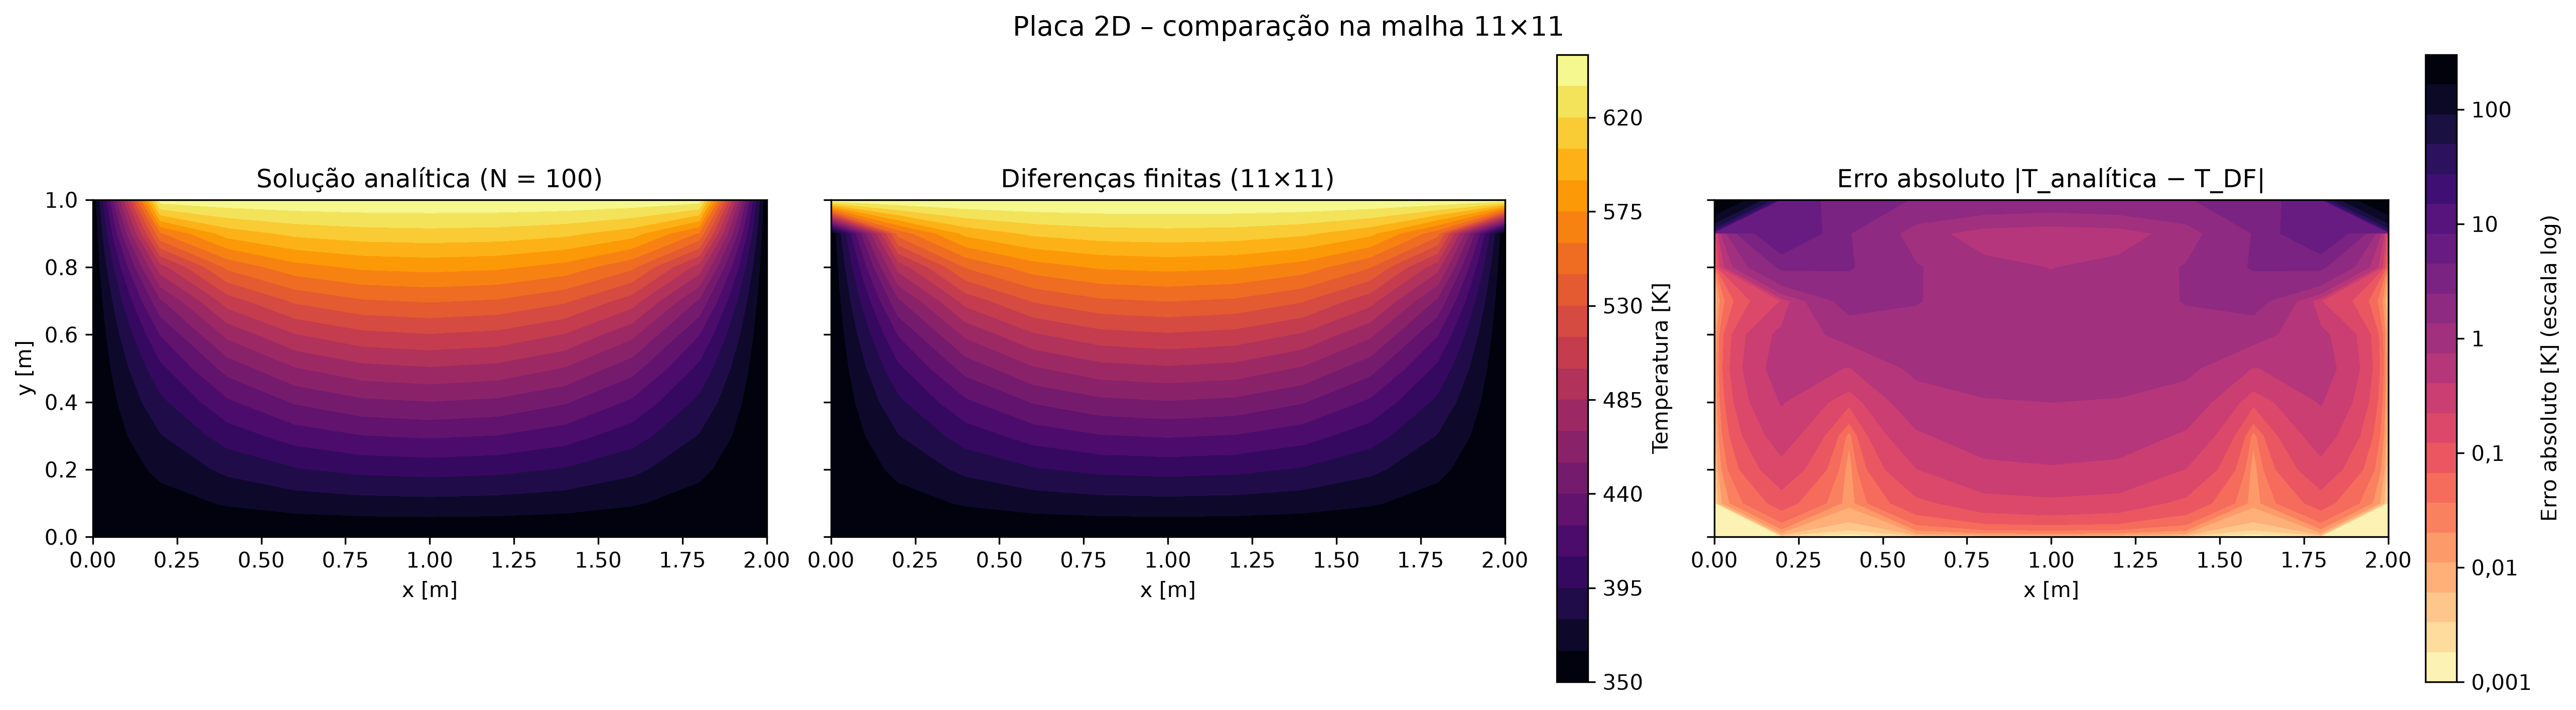 Placa 2D – comparação na malha 11×11
Solução analítica (N = 100)
y [m]
1.0
0.8
0.6
0.4
0.2
0.0
0.00 0.25 0.50 0.75 1.00 1.25 1.50 1.75 2.00
x [m]
Diferenças finitas (11×11)
0.00 0.25 0.50 0.75 1.00 1.25 1.50 1.75 2.00
x [m]
620
575
530
485
440
395
350
Temperatura [K]
Erro absoluto |T_analítica − T_DF|
0.00 0.25 0.50 0.75 1.00 1.25 1.50 1.75 2.00
x [m]
100
10
1
0,1
0,01
0,001
Erro absoluto [K] (escala log)